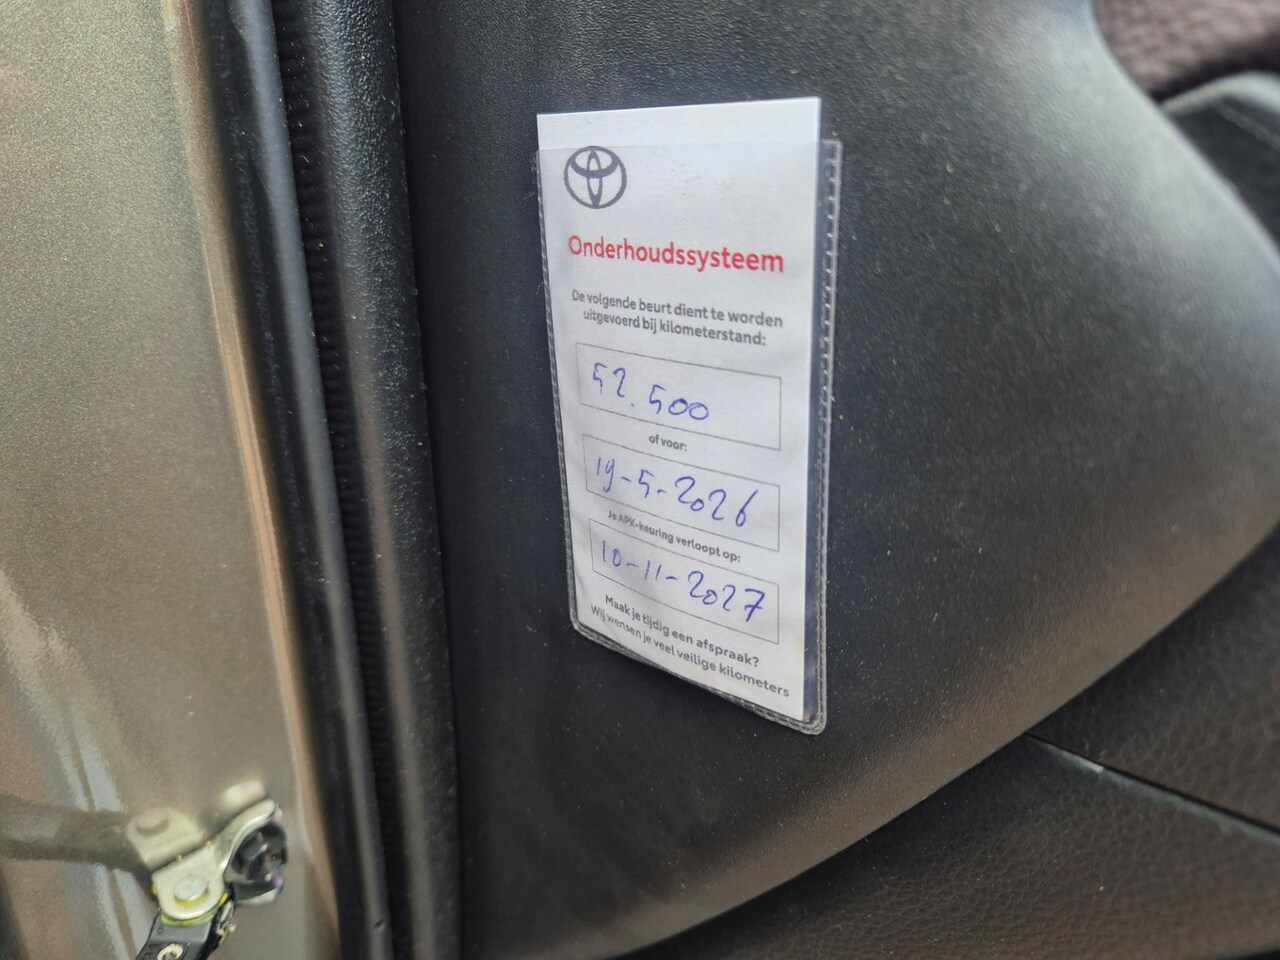 Onderhoudssysteem
De volgende beurt dient te worden
uitgevoerd bij kilometerstand:
52.500
of voor:
19-5-2026
Je APK-keuring verloopt op:
10-11-2027
Maak je tijdig een afspraak?
Wij wensen je veel veilige kilometers